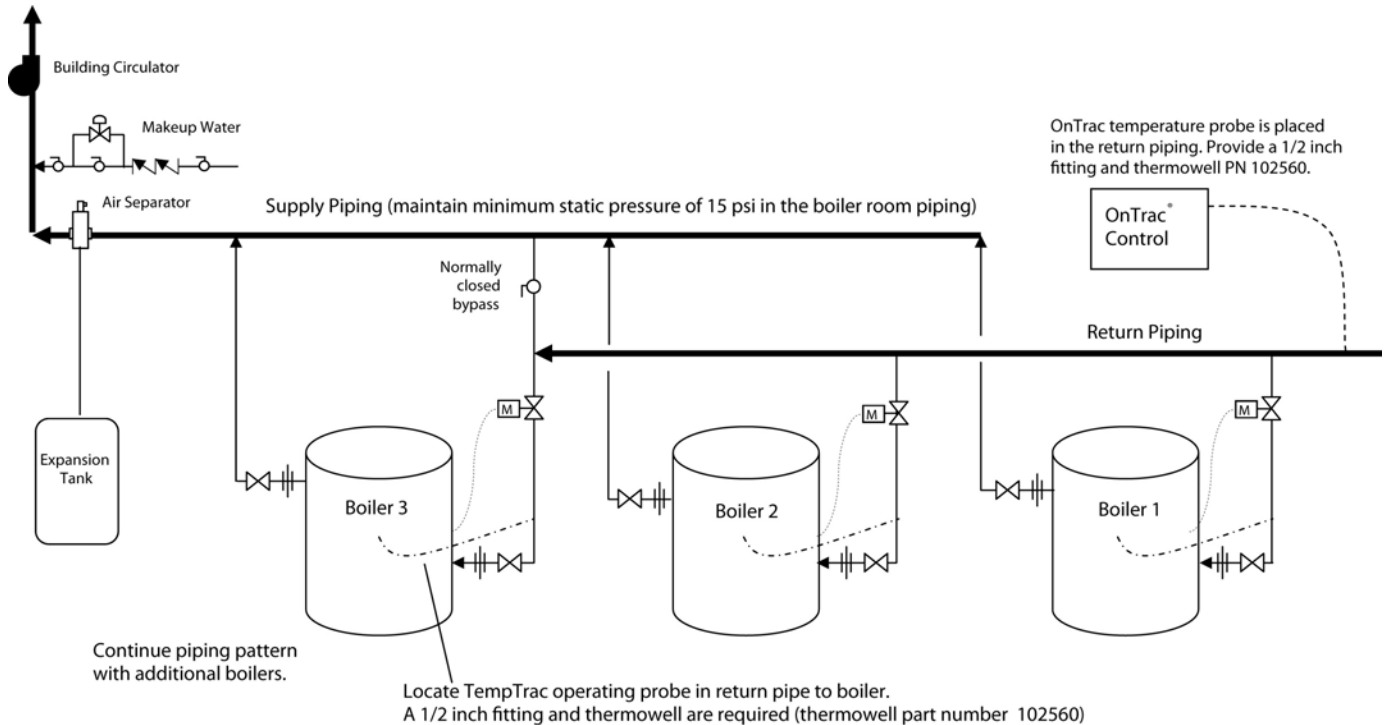 Building Circulator
Makeup Water
OnTrac temperature probe is placed
in the return piping. Provide a 1/2 inch
fitting and thermowell PN 102560.
Air Separator
Supply Piping (maintain minimum static pressure of 15 psi in the boiler room piping)
OnTrac®
Control
Normally
closed
bypass
Return Piping
M
M
M
Expansion
Tank
Boiler 3
Boiler 2
Boiler 1
Continue piping pattern
with additional boilers.
Locate TempTrac operating probe in return pipe to boiler.
A 1/2 inch fitting and thermowell are required (thermowell part number 102560)